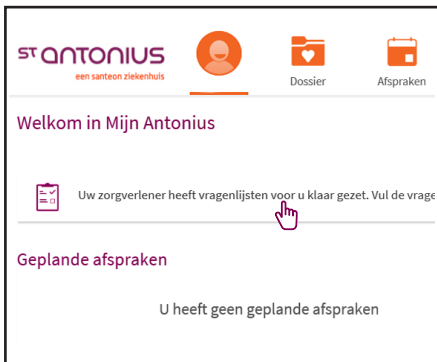 ST ANTONIUS
een santeon ziekenhuis
Dossier
Afspraken
Welkom in Mijn Antonius
Uw zorgverlener heeft vragenlijsten voor u klaar gezet. Vul de vrage
Geplande afspraken
U heeft geen geplande afspraken